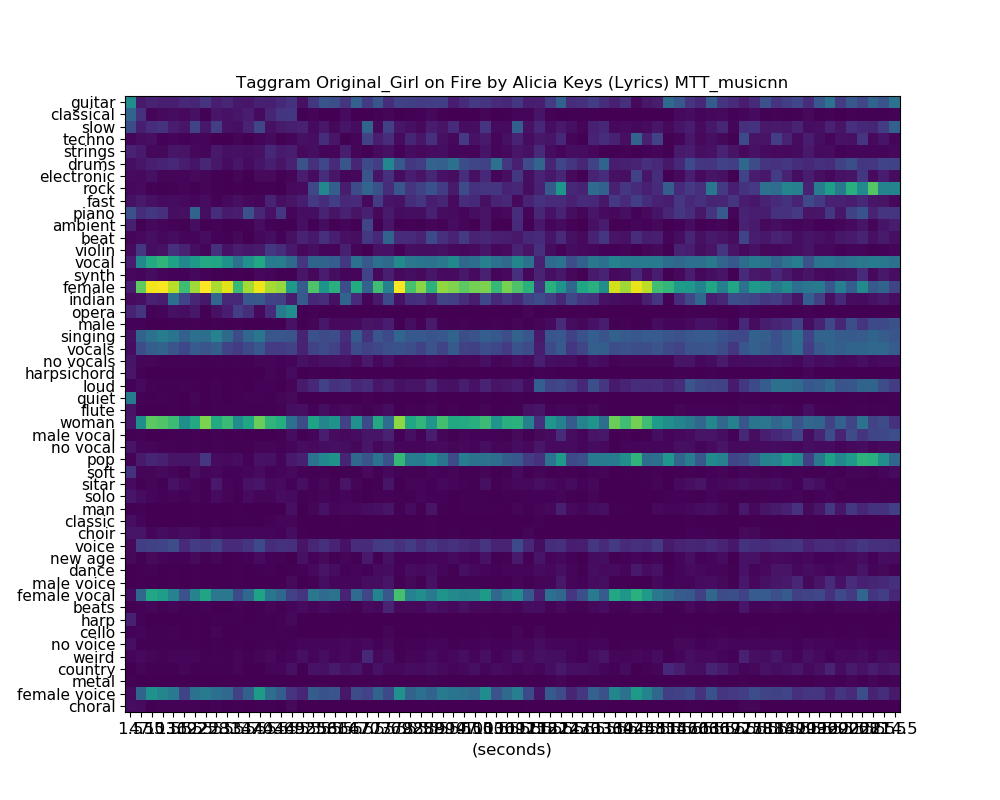 Taggram Original_Girl on Fire by Alicia Keys (Lyrics) MTT_musicnn
guitar
classical
slow
techno
strings
drums
electronic
rock
fast
piano
ambient
beat
violin
vocal
synth
female
indian
opera
male
singing
vocals
no vocals
harpsichord
loud
quiet
flute
woman
male vocal
no vocal
pop
soft
sitar
solo
man
classic
choir
voice
new age
dance
male voice
female vocal
beats
harp
cello
no voice
weird
country
metal
female voice
choral
(seconds)